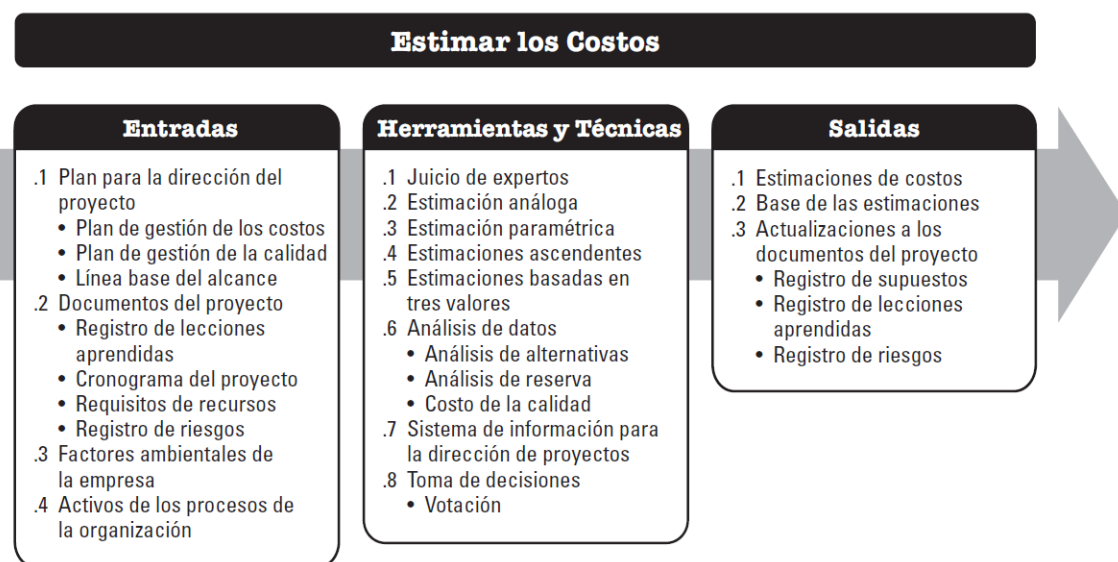 Estimar los Costos
Entradas
.1 Plan para la dirección del
proyecto
• Plan de gestión de los costos
• Plan de gestión de la calidad
• Línea base del alcance
.2 Documentos del proyecto
• Registro de lecciones
aprendidas
• Cronograma del proyecto
• Requisitos de recursos
• Registro de riesgos
.3 Factores ambientales de
la empresa
.4 Activos de los procesos de
la organización
Herramientas y Técnicas
.1 Juicio de expertos
.2 Estimación análoga
.3 Estimación paramétrica
.4 Estimaciones ascendentes
.5 Estimaciones basadas en
tres valores
.6 Análisis de datos
• Análisis de alternativas
• Análisis de reserva
• Costo de la calidad
.7 Sistema de información para
la dirección de proyectos
.8 Toma de decisiones
• Votación
Salidas
.1 Estimaciones de costos
.2 Base de las estimaciones
.3 Actualizaciones a los
documentos del proyecto
• Registro de supuestos
• Registro de lecciones
aprendidas
• Registro de riesgos